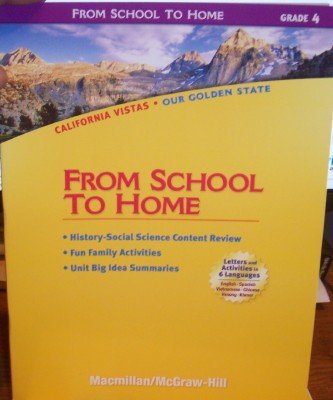 FROM SCHOOL TO HOME
GRADE 4
CALIFORNIA VISTAS • OUR GOLDEN STATE
FROM SCHOOL
TO HOME
• History-Social Science Content Review
• Fun Family Activities
• Unit Big Idea Summaries
Letters and
Activities in
6 Languages
English • Spanish
Vietnamese • Chinese
Hmong • Khmer
Macmillan/McGraw-Hill